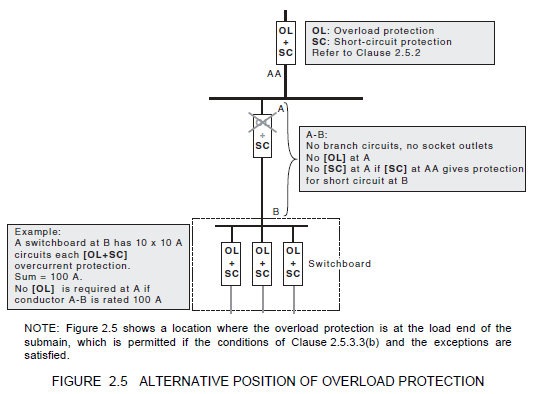 OL
+
SC
OL: Overload protection
SC: Short-circuit protection
Refer to Clause 2.5.2
AA
A
OL
+
SC
A-B:
No branch circuits, no socket outlets
No [OL] at A
No [SC] at A if [SC] at AA gives protection
for short circuit at B
B
Example:
A switchboard at B has 10 x 10 A
circuits each [OL+SC]
overcurrent protection.
Sum = 100 A.
No [OL] is required at A if
conductor A-B is rated 100 A
OL
+
SC
OL
+
SC
OL
+
SC
Switchboard
NOTE: Figure 2.5 shows a location where the overload protection is at the load end of the
submain, which is permitted if the conditions of Clause 2.5.3.3(b) and the exceptions are
satisfied.
FIGURE 2.5 ALTERNATIVE POSITION OF OVERLOAD PROTECTION